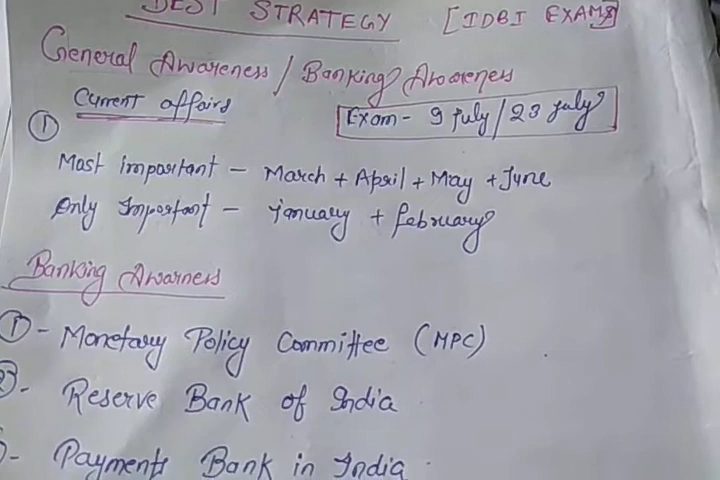 BEST STRATEGY [IDBI EXAMS]
General Awareness / Banking Awareness
Current affairs
Exam - 9 July / 23 July
①
Most important - March + April + May + June
Only Important - January + February
Banking Awarness
① - Monetary Policy Committee (MPC)
②- Reserve Bank of India
- Payments Bank in India